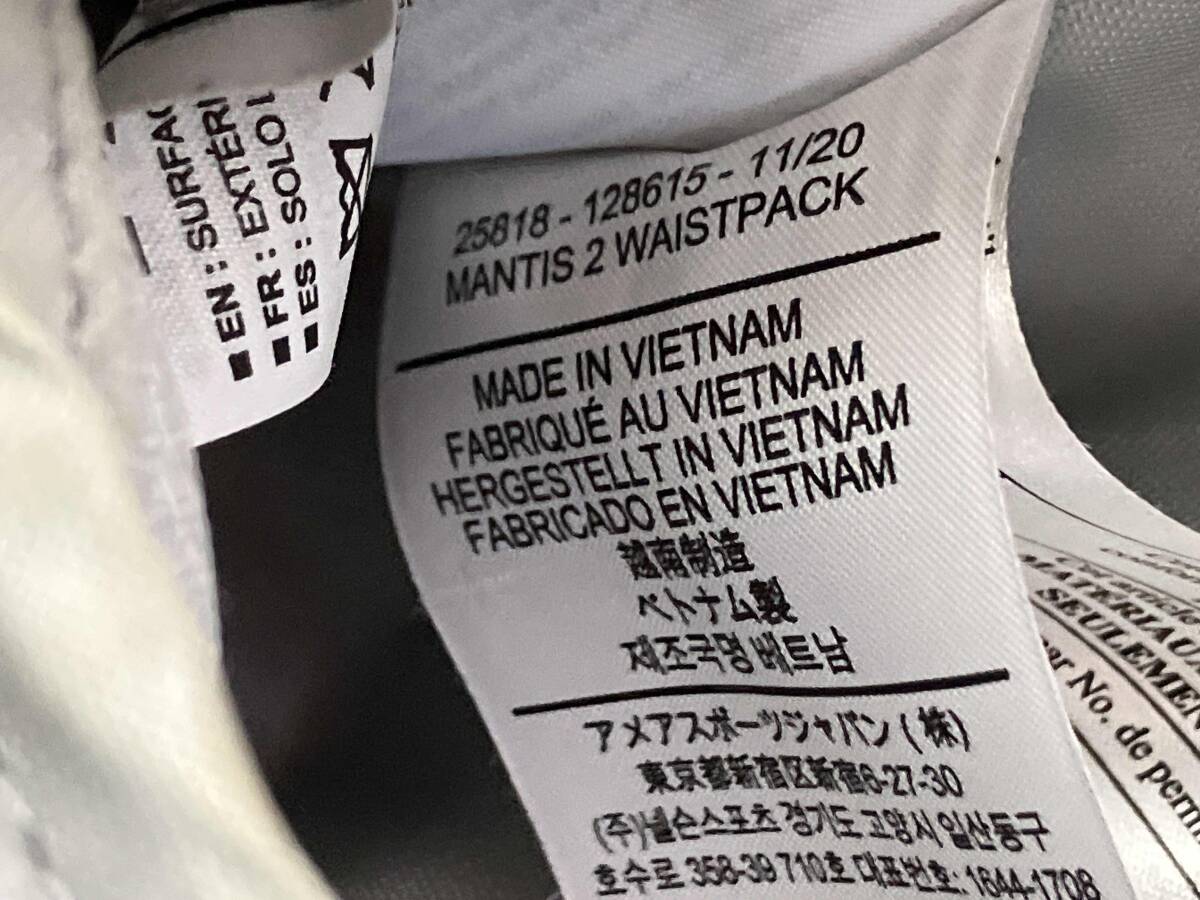 EN : SURFAC
FR : EXTÉRI
ES : SOLO L
25818 - 128615 - 11/20
MANTIS 2 WAISTPACK
MADE IN VIETNAM
FABRIQUÉ AU VIETNAM
HERGESTELLT IN VIETNAM
FABRICADO EN VIETNAM
越南制造
ベトナム製
제조국명 베트남
アメアスポーツジャパン (株)
東京都新宿区新宿6-27-30
(주)넬슨스포츠 경기도 고양시 일산동구
호수로 358-39 710호 대표번호: 1644-1708
article
MATERIAU
SEULEMEN
No. de perm